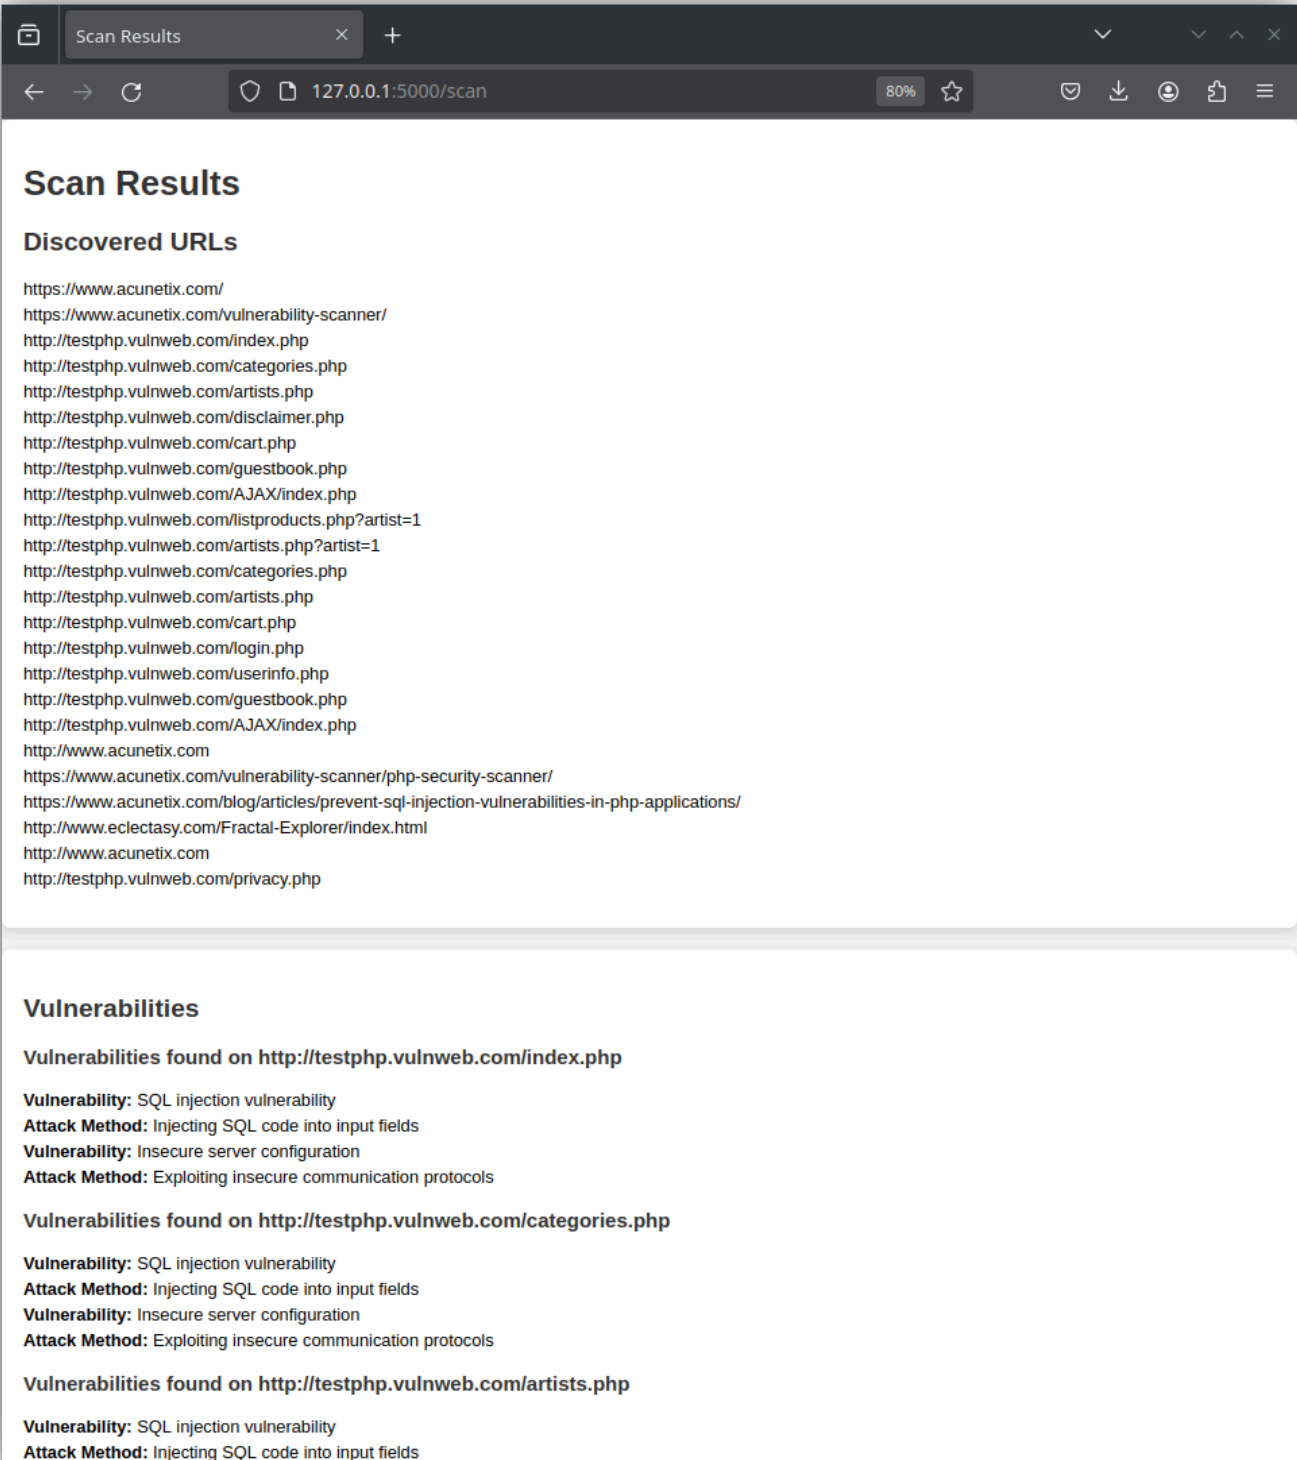 Scan Results
127.0.0.1:5000/scan
80%
Scan Results
Discovered URLs
https://www.acunetix.com/
https://www.acunetix.com/vulnerability-scanner/
http://testphp.vulnweb.com/index.php
http://testphp.vulnweb.com/categories.php
http://testphp.vulnweb.com/artists.php
http://testphp.vulnweb.com/disclaimer.php
http://testphp.vulnweb.com/cart.php
http://testphp.vulnweb.com/guestbook.php
http://testphp.vulnweb.com/AJAX/index.php
http://testphp.vulnweb.com/listproducts.php?artist=1
http://testphp.vulnweb.com/artists.php?artist=1
http://testphp.vulnweb.com/categories.php
http://testphp.vulnweb.com/artists.php
http://testphp.vulnweb.com/cart.php
http://testphp.vulnweb.com/login.php
http://testphp.vulnweb.com/userinfo.php
http://testphp.vulnweb.com/guestbook.php
http://testphp.vulnweb.com/AJAX/index.php
http://www.acunetix.com
https://www.acunetix.com/vulnerability-scanner/php-security-scanner/
https://www.acunetix.com/blog/articles/prevent-sql-injection-vulnerabilities-in-php-applications/
http://www.eclectasy.com/Fractal-Explorer/index.html
http://www.acunetix.com
http://testphp.vulnweb.com/privacy.php
Vulnerabilities
Vulnerabilities found on http://testphp.vulnweb.com/index.php
Vulnerability: SQL injection vulnerability
Attack Method: Injecting SQL code into input fields
Vulnerability: Insecure server configuration
Attack Method: Exploiting insecure communication protocols
Vulnerabilities found on http://testphp.vulnweb.com/categories.php
Vulnerability: SQL injection vulnerability
Attack Method: Injecting SQL code into input fields
Vulnerability: Insecure server configuration
Attack Method: Exploiting insecure communication protocols
Vulnerabilities found on http://testphp.vulnweb.com/artists.php
Vulnerability: SQL injection vulnerability
Attack Method: Injecting SQL code into input fields